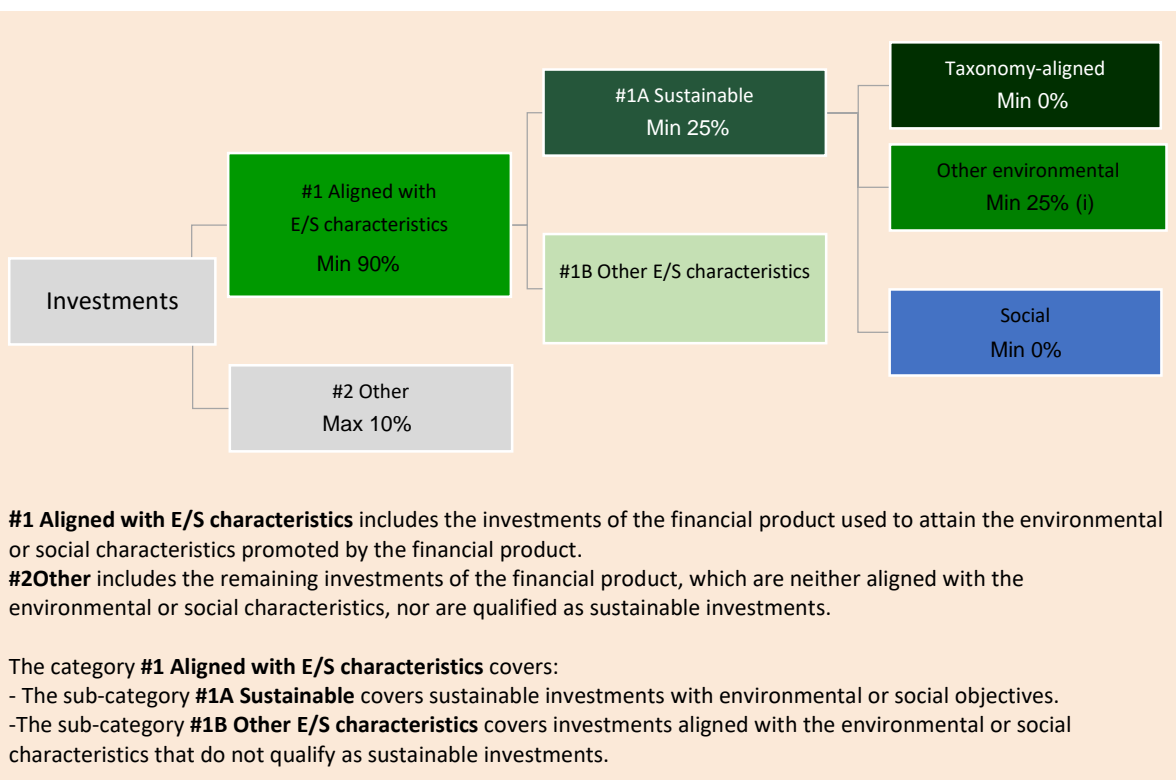 Taxonomy-aligned
Min 0%
#1A Sustainable
Min 25%
Other environmental
Min 25% (i)
#1 Aligned with
E/S characteristics
Min 90%
#1B Other E/S characteristics
Investments
Social
Min 0%
#2 Other
Max 10%
#1 Aligned with E/S characteristics includes the investments of the financial product used to attain the environmental
or social characteristics promoted by the financial product.
#2Other includes the remaining investments of the financial product, which are neither aligned with the
environmental or social characteristics, nor are qualified as sustainable investments.
The category #1 Aligned with E/S characteristics covers:
- The sub-category #1A Sustainable covers sustainable investments with environmental or social objectives.
-The sub-category #1B Other E/S characteristics covers investments aligned with the environmental or social
characteristics that do not qualify as sustainable investments.